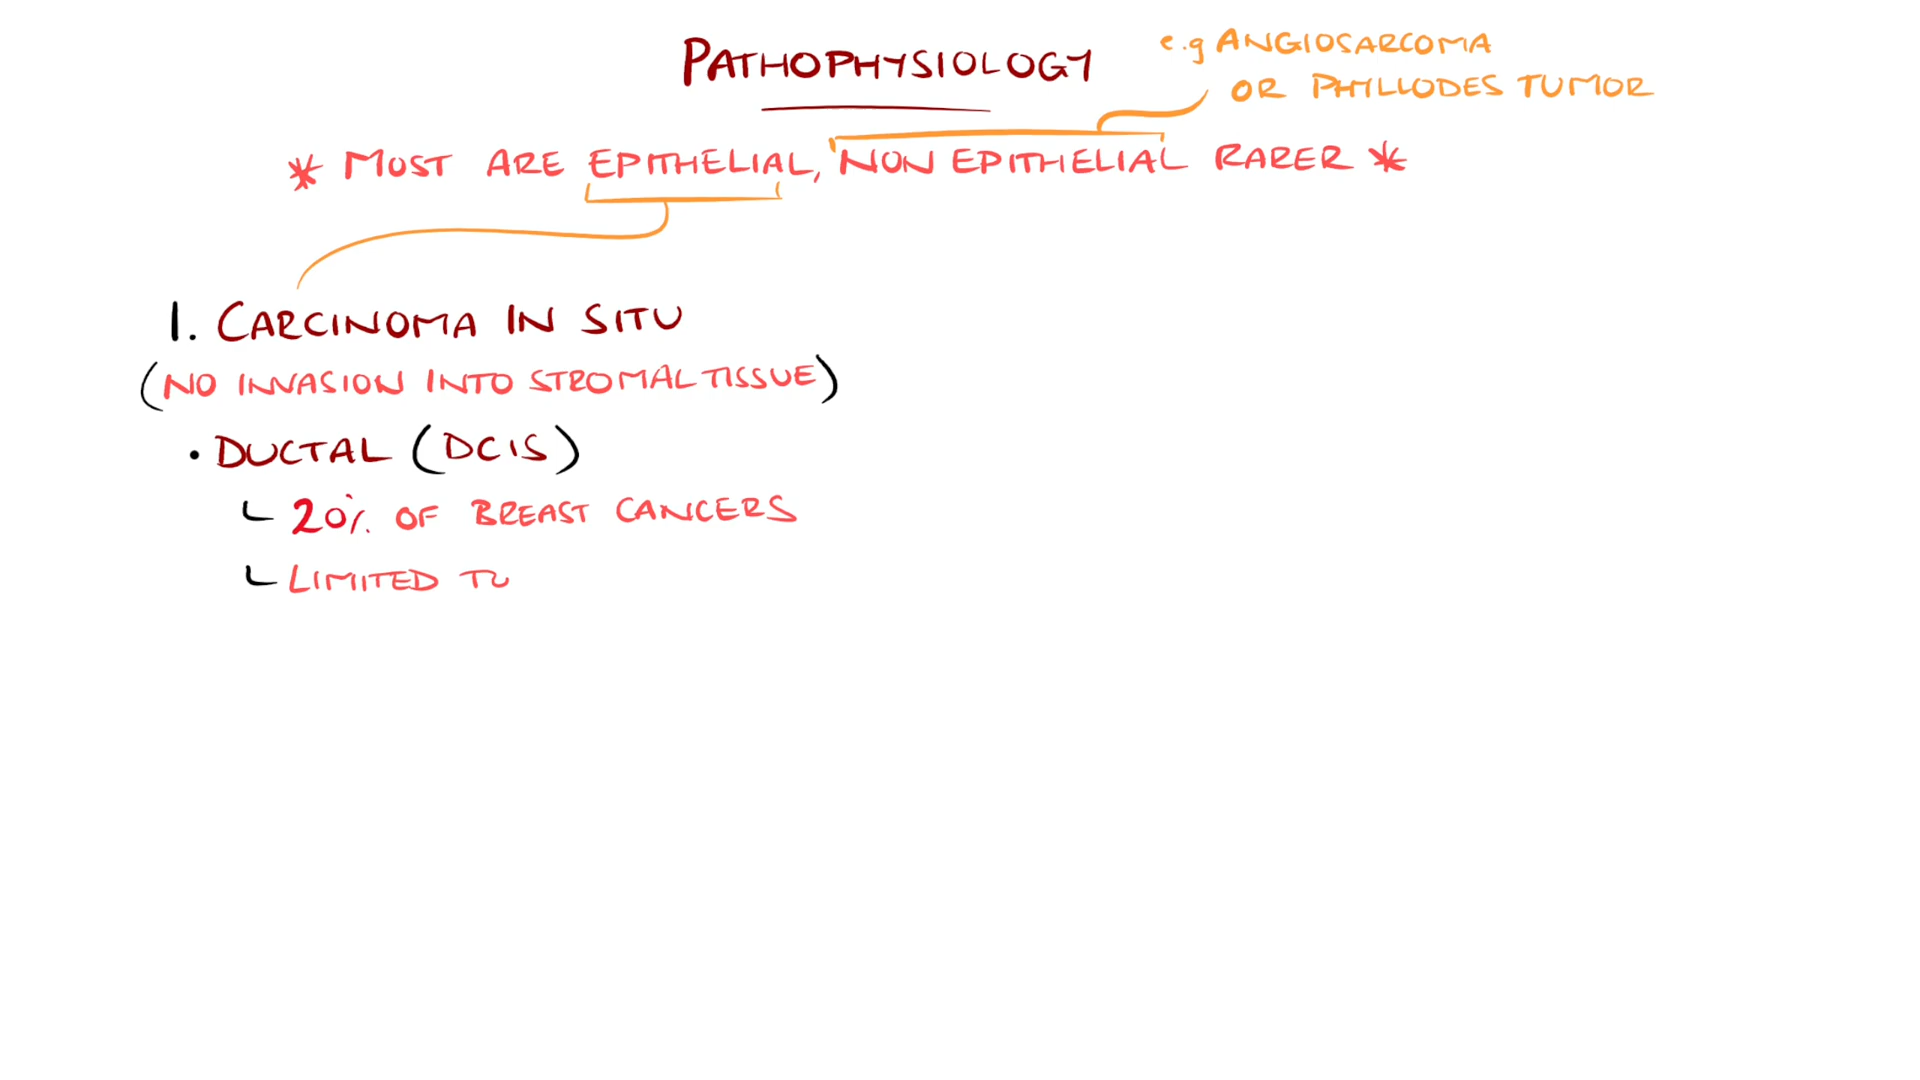 PATHOPHYSIOLOGY
e.g ANGIOSARCOMA
OR PHYLLODES TUMOR
* MOST ARE EPITHELIAL, NON EPITHELIAL RARER *
1. CARCINOMA IN SITU
(NO INVASION INTO STROMAL TISSUE)
• DUCTAL (DCIS)
20% OF BREAST CANCERS
LIMITED TO